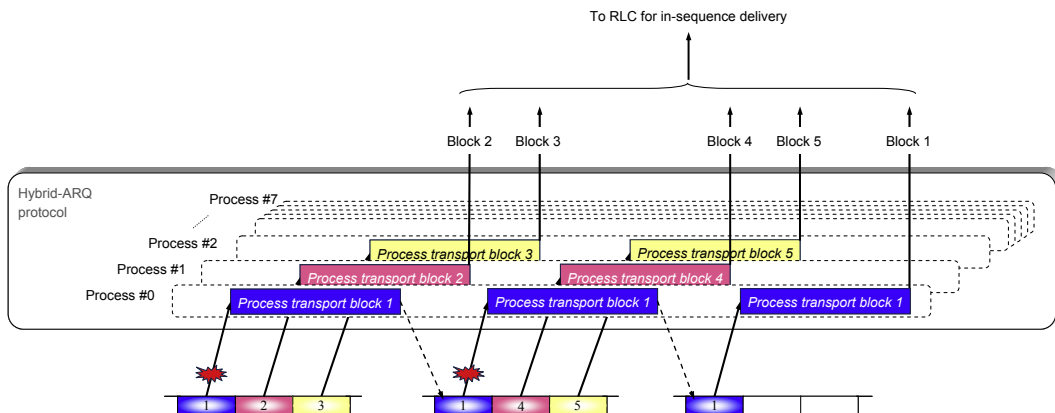 To RLC for in-sequence delivery
Block 2 Block 3 Block 4 Block 5 Block 1
Hybrid-ARQ
protocol
Process #7
Process #2
Process transport block 3 Process transport block 5
Process #1
Process transport block 2 Process transport block 4
Process #0
Process transport block 1 Process transport block 1 Process transport block 1
1 2 3 1 4 5 1